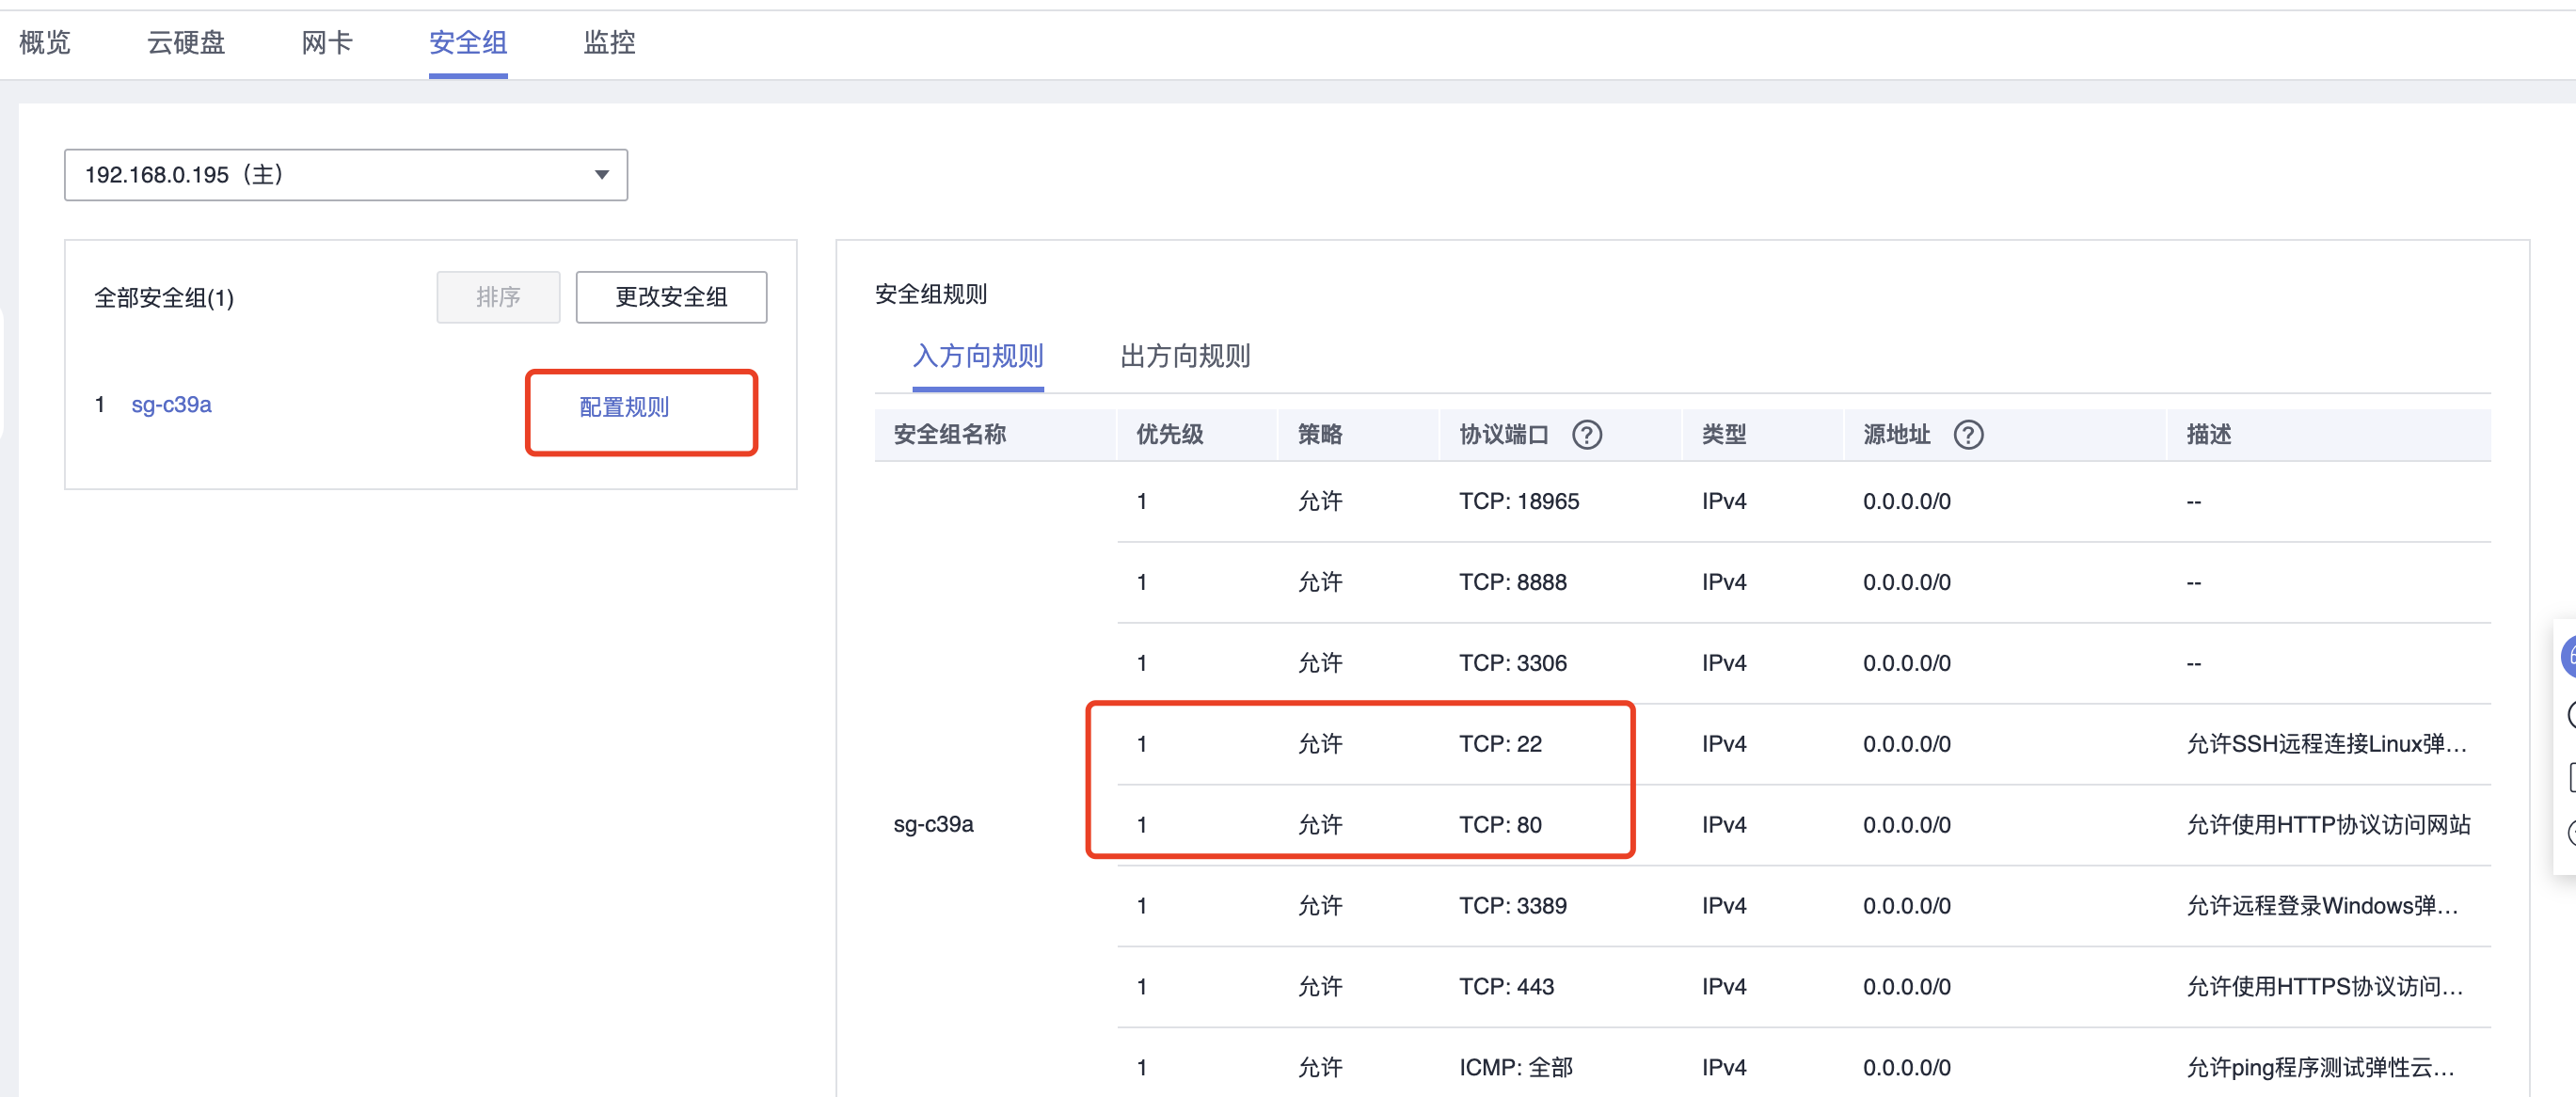 概览 云硬盘 网卡 安全组 监控
192.168.0.195（主）
全部安全组(1) 排序 更改安全组
1 sg-c39a 配置规则
安全组规则
入方向规则 出方向规则
安全组名称 优先级 策略 协议端口 类型 源地址 描述
1 允许 TCP: 18965 IPv4 0.0.0.0/0 --
1 允许 TCP: 8888 IPv4 0.0.0.0/0 --
1 允许 TCP: 3306 IPv4 0.0.0.0/0 --
1 允许 TCP: 22 IPv4 0.0.0.0/0 允许SSH远程连接Linux弹...
sg-c39a 1 允许 TCP: 80 IPv4 0.0.0.0/0 允许使用HTTP协议访问网站
1 允许 TCP: 3389 IPv4 0.0.0.0/0 允许远程登录Windows弹...
1 允许 TCP: 443 IPv4 0.0.0.0/0 允许使用HTTPS协议访问...
1 允许 ICMP: 全部 IPv4 0.0.0.0/0 允许ping程序测试弹性云...